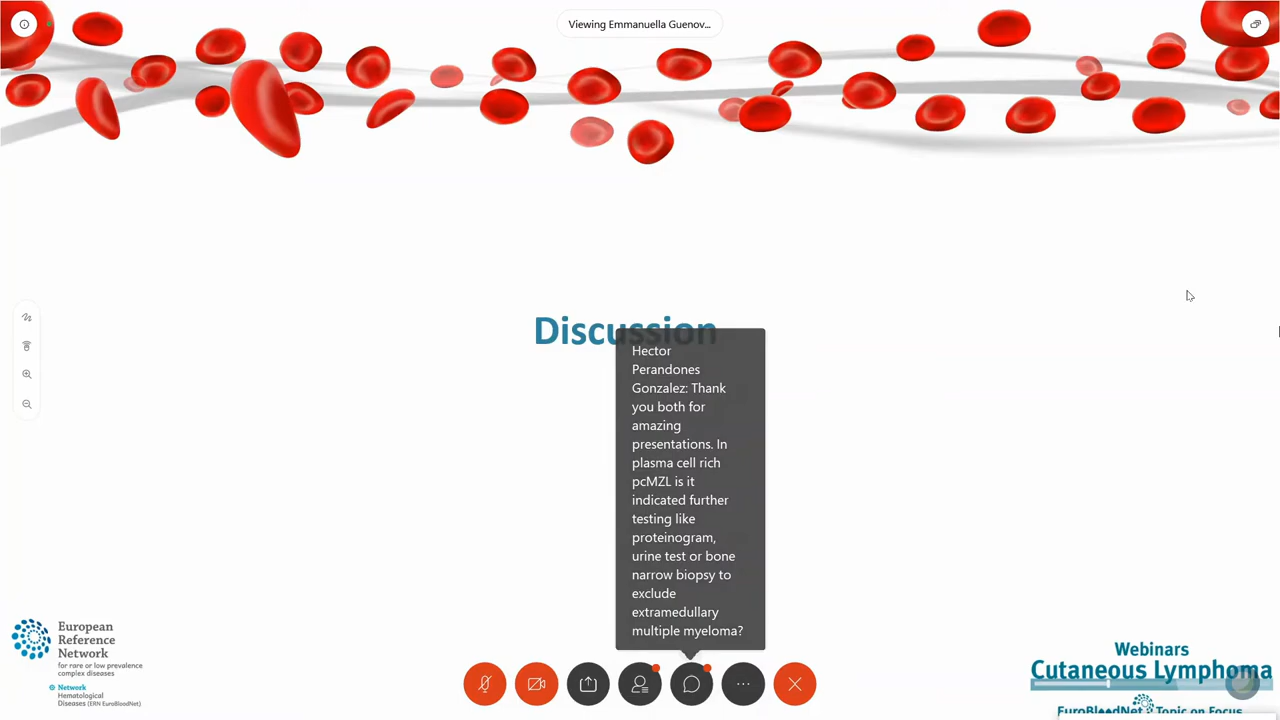 Viewing Emmanuella Guenov...
Discussion
Hector
Perandones
Gonzalez: Thank
you both for
amazing
presentations. In
plasma cell rich
pcMZL is it
indicated further
testing like
proteinogram,
urine test or bone
narrow biopsy to
exclude
extramedullary
multiple myeloma?
European
Reference
Network
for rare or low prevalence
complex diseases
Network
Hematological
Diseases (ERN EuroBloodNet)
Webinars
Cutaneous Lymphoma
EuroBloodNet Topic on Focus